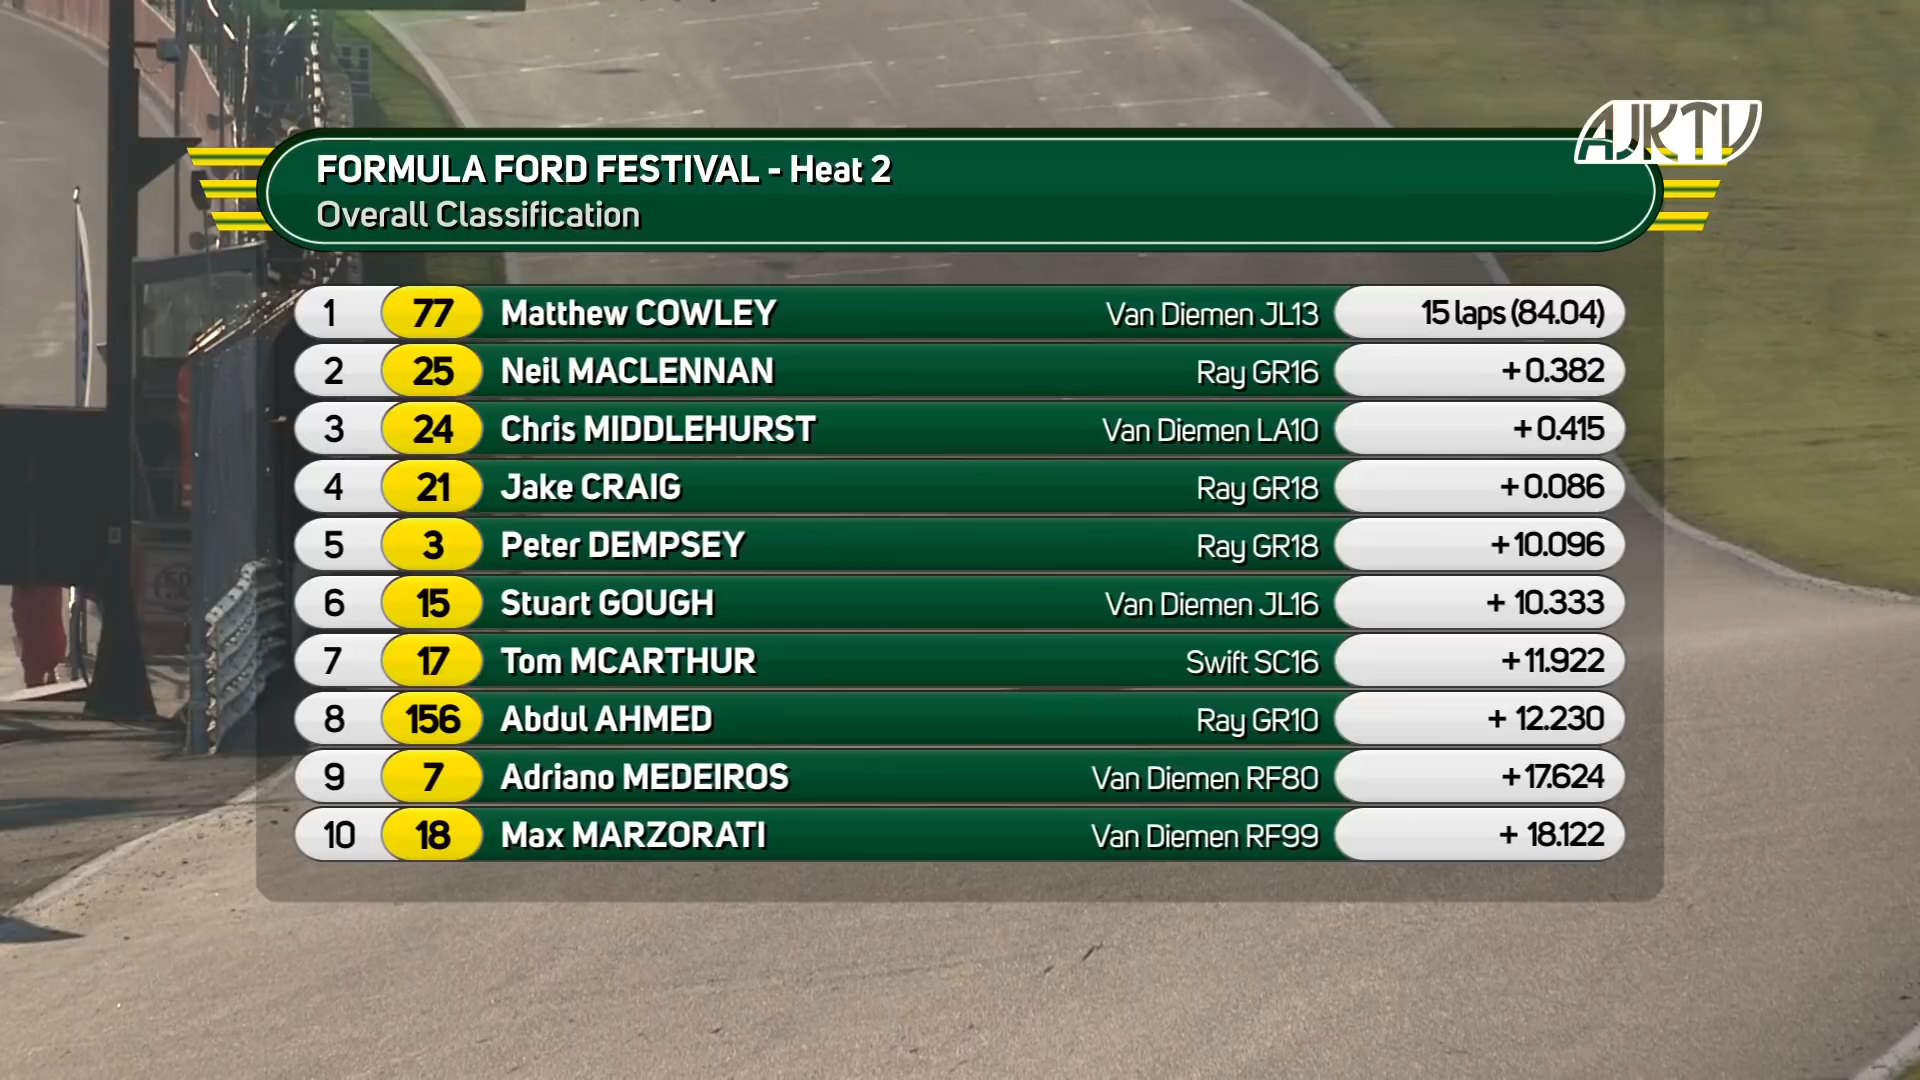 AJKTV
FORMULA FORD FESTIVAL - Heat 2
Overall Classification
1 77 Matthew COWLEY Van Diemen JL13 15 laps (84.04)
2 25 Neil MACLENNAN Ray GR16 +0.382
3 24 Chris MIDDLEHURST Van Diemen LA10 +0.415
4 21 Jake CRAIG Ray GR18 +0.086
5 3 Peter DEMPSEY Ray GR18 +10.096
6 15 Stuart GOUGH Van Diemen JL16 + 10.333
7 17 Tom MCARTHUR Swift SC16 +11.922
8 156 Abdul AHMED Ray GR10 + 12.230
9 7 Adriano MEDEIROS Van Diemen RF80 +17.624
10 18 Max MARZORATI Van Diemen RF99 + 18.122